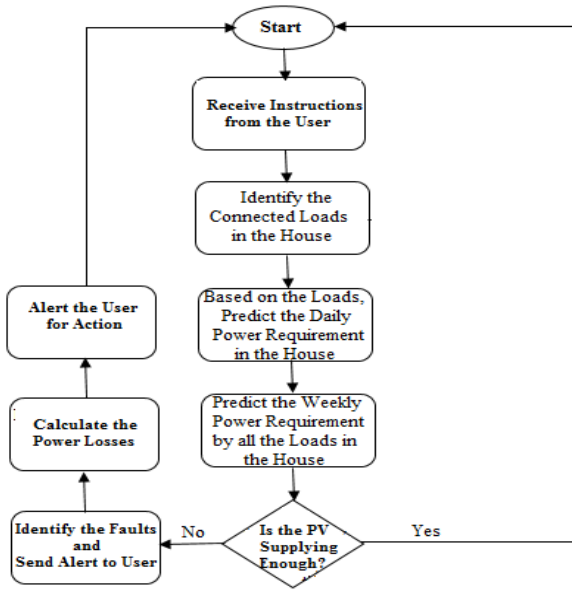 Start
Receive Instructions
from the User
Identify the
Connected Loads
in the House
Based on the Loads,
Predict the Daily
Power Requirement
in the House
Predict the Weekly
Power Requirement
by all the Loads in
the House
Is the PV
Supplying
Enough?
Yes
No
Identify the Faults
and
Send Alert to User
Calculate the
Power Losses
Alert the User
for Action